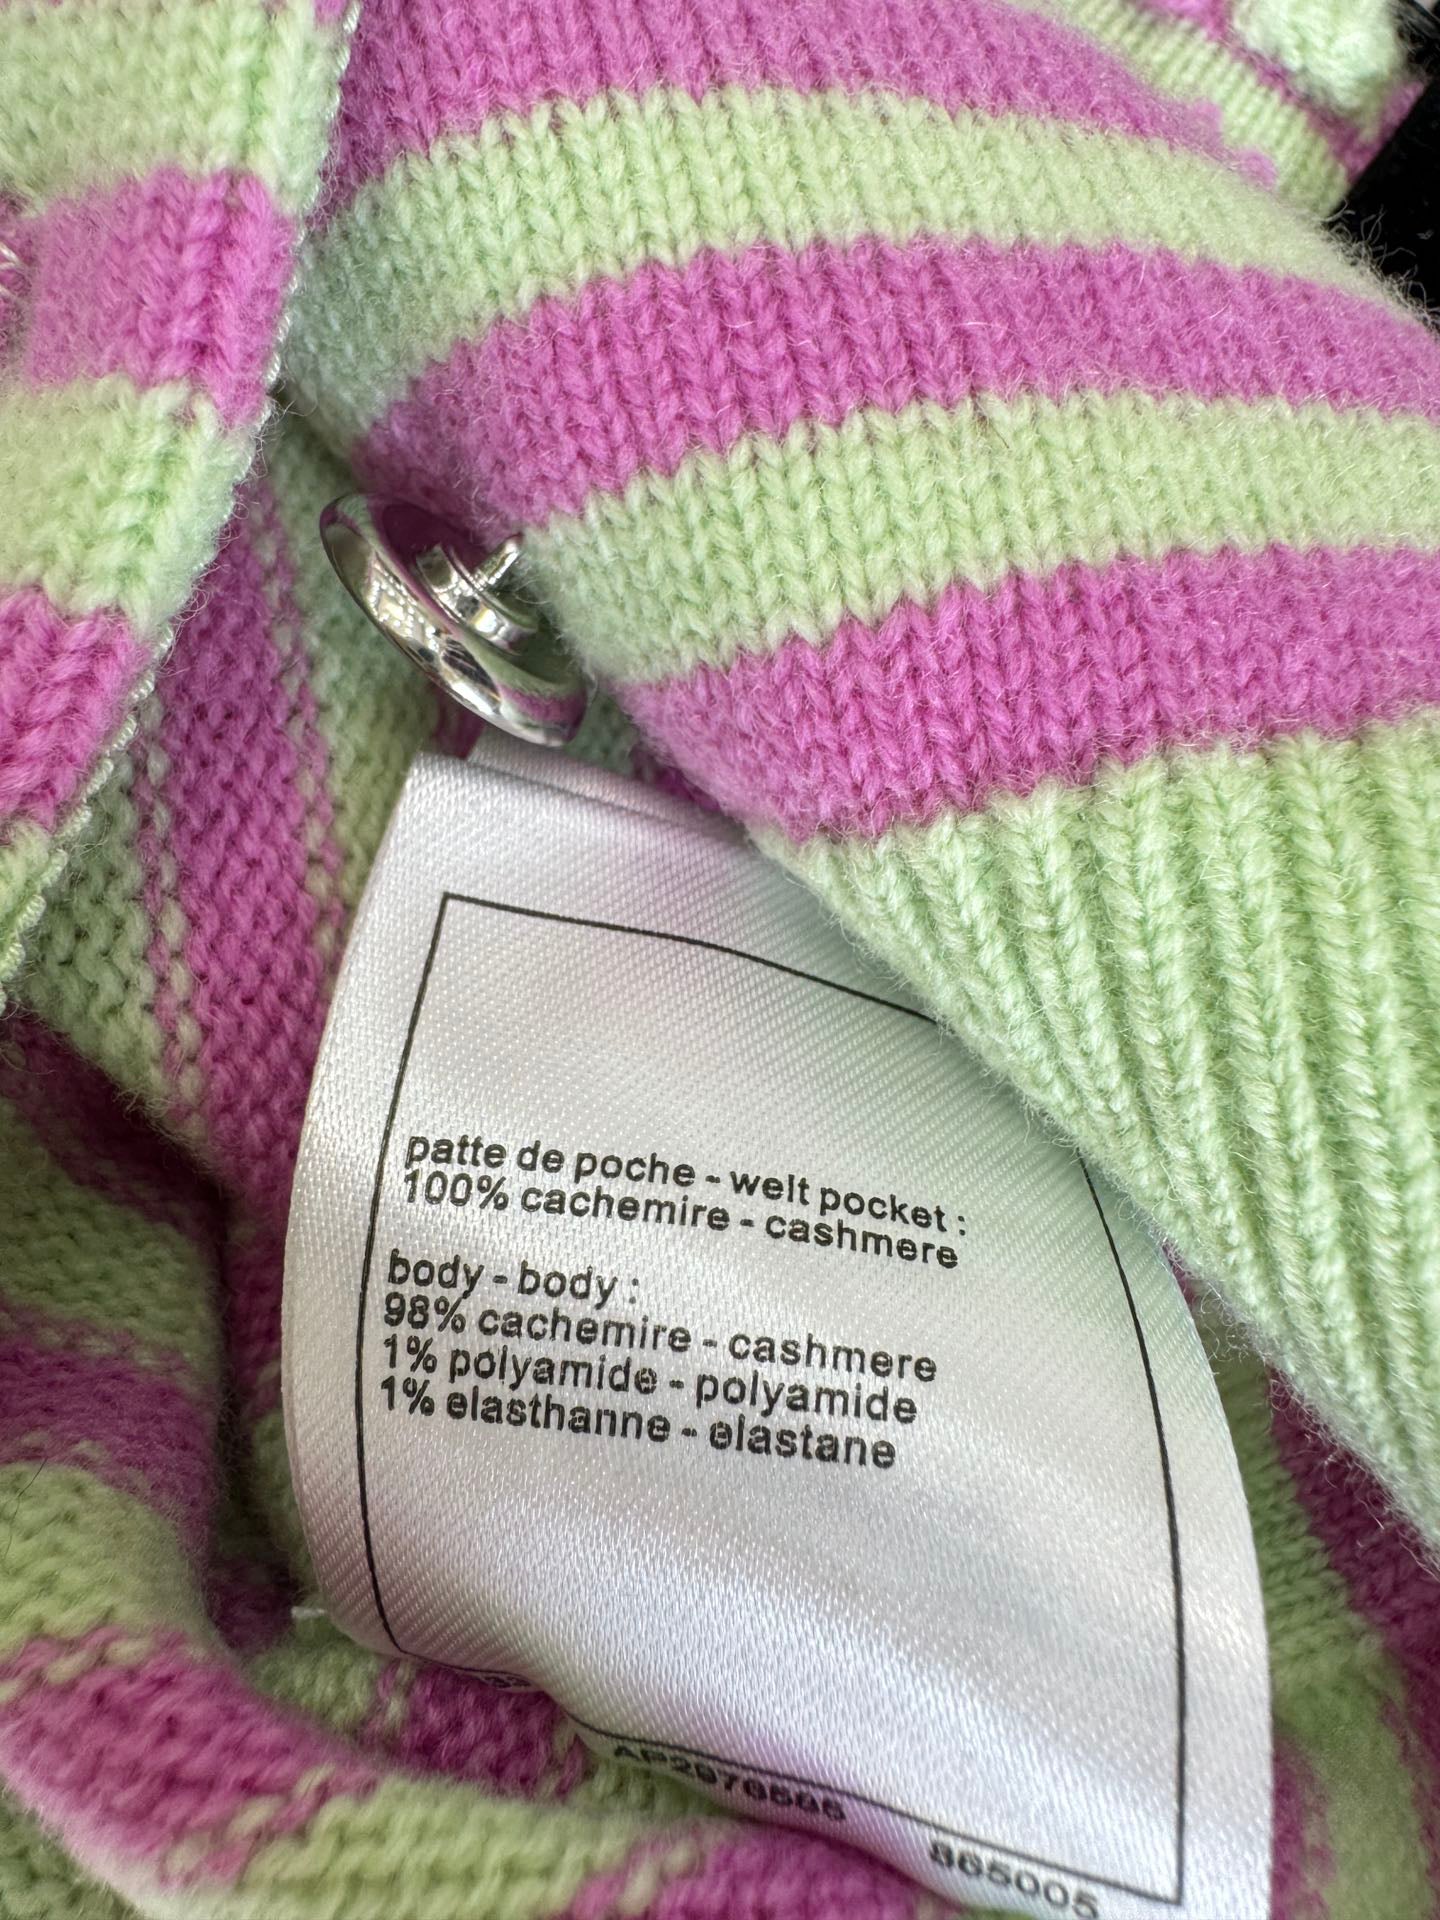 patte de poche - welt pocket :
100% cachemire - cashmere
body - body :
98% cachemire - cashmere
1% polyamide - polyamide
1% elasthanne - elastane
865005